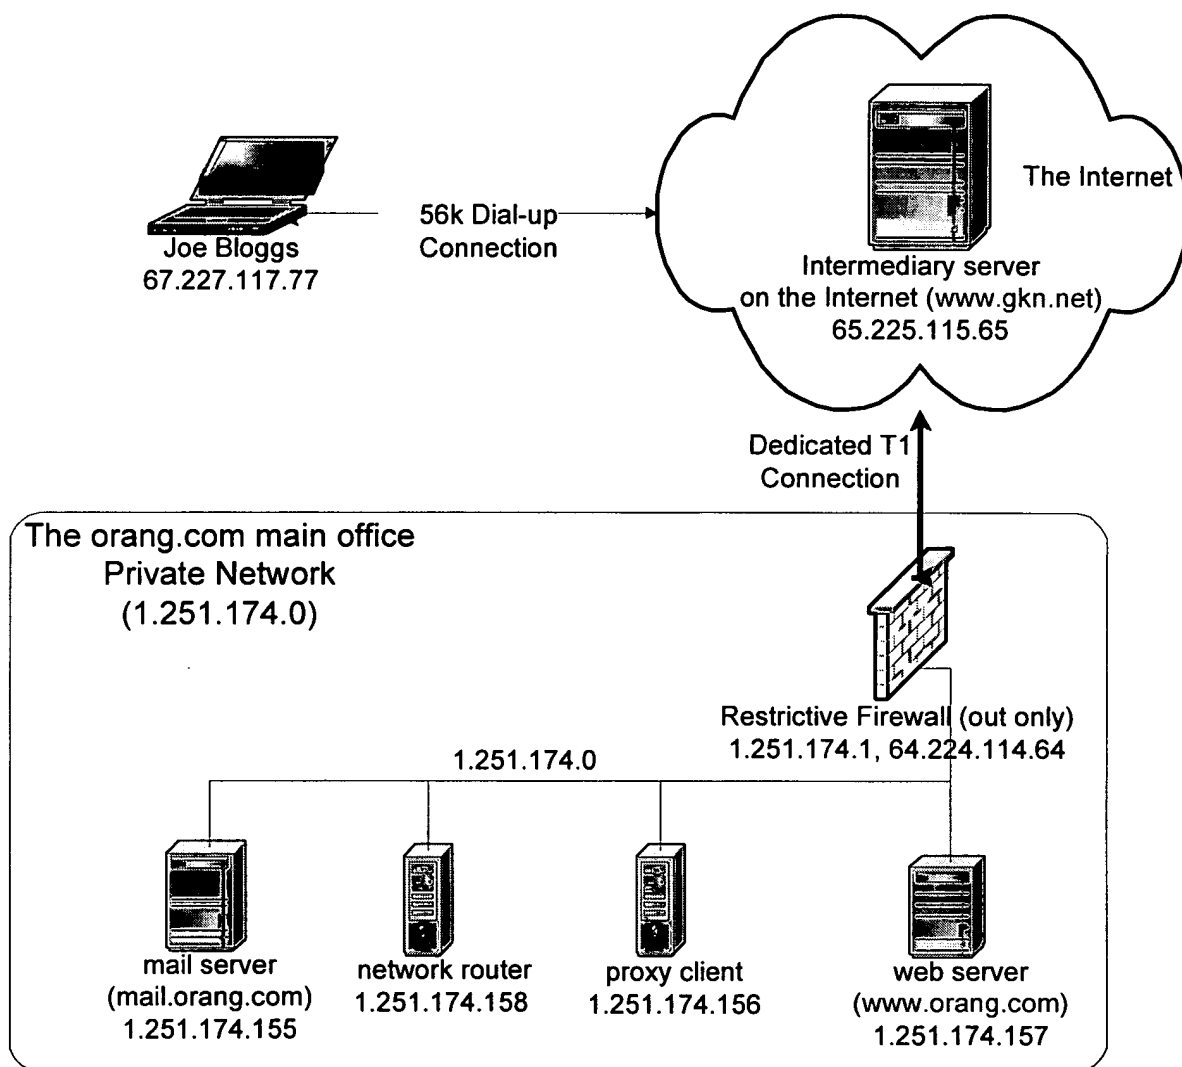 The Internet
56k Dial-up
Connection
Joe Bloggs
67.227.117.77
Intermediary server
on the Internet (www.gkn.net)
65.225.115.65
Dedicated T1
Connection
The orang.com main office
Private Network
(1.251.174.0)
Restrictive Firewall (out only)
1.251.174.1, 64.224.114.64
1.251.174.0
mail server
(mail.orang.com)
1.251.174.155
network router
1.251.174.158
proxy client
1.251.174.156
web server
(www.orang.com)
1.251.174.157